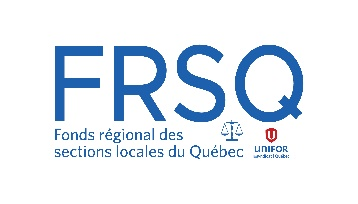 FRSQ
Fonds régional des
sections locales du Québec
UNIFOR